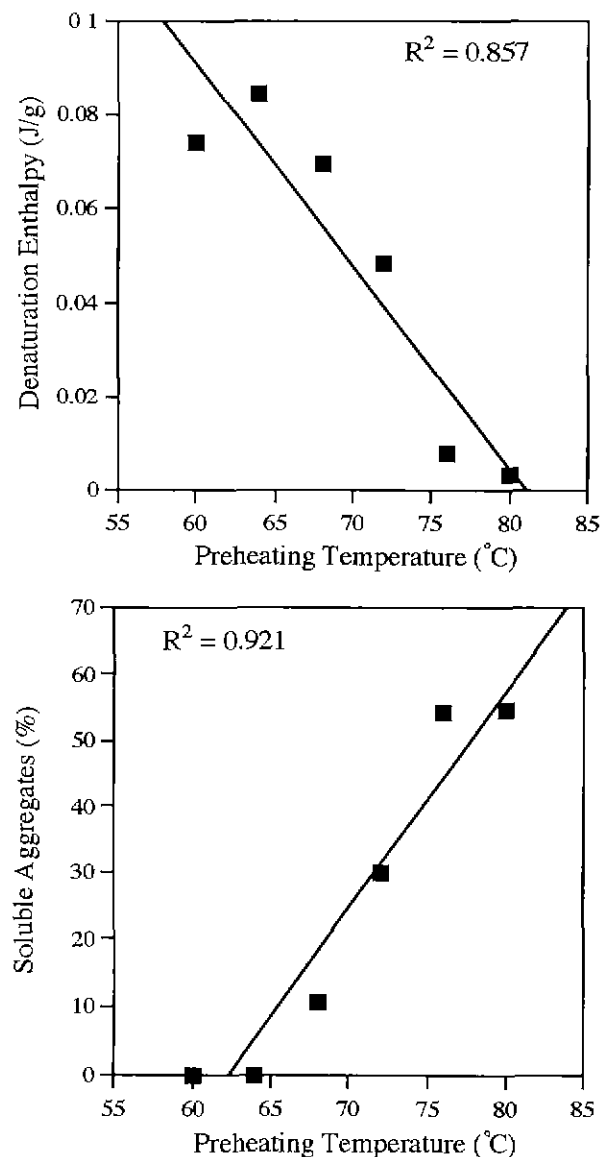 0 1
R² = 0.857
0.08
0.06
0.04
0.02
0
Denaturation Enthalpy (J/g)
55 60 65 70 75 80 85
Preheating Temperature (°C)
70
R² = 0.921
60
50
40
30
20
10
0
Soluble Aggregates (%)
55 60 65 70 75 80 85
Preheating Temperature (°C)